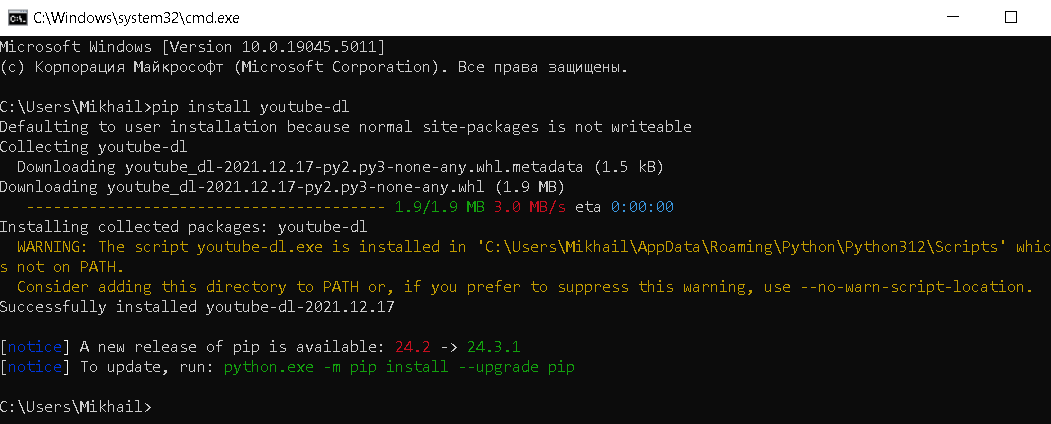 C:\Windows\system32\cmd.exe
Microsoft Windows [Version 10.0.19045.5011]
(c) Корпорация Майкрософт (Microsoft Corporation). Все права защищены.
C:\Users\Mikhail>pip install youtube-dl
Defaulting to user installation because normal site-packages is not writeable
Collecting youtube-dl
  Downloading youtube_dl-2021.12.17-py2.py3-none-any.whl.metadata (1.5 kB)
Downloading youtube_dl-2021.12.17-py2.py3-none-any.whl (1.9 MB)
   ---------------------------------------- 1.9/1.9 MB 3.0 MB/s eta 0:00:00
Installing collected packages: youtube-dl
  WARNING: The script youtube-dl.exe is installed in 'C:\Users\Mikhail\AppData\Roaming\Python\Python312\Scripts' whic
s not on PATH.
  Consider adding this directory to PATH or, if you prefer to suppress this warning, use --no-warn-script-location.
Successfully installed youtube-dl-2021.12.17
[notice] A new release of pip is available: 24.2 -> 24.3.1
[notice] To update, run: python.exe -m pip install --upgrade pip
C:\Users\Mikhail>